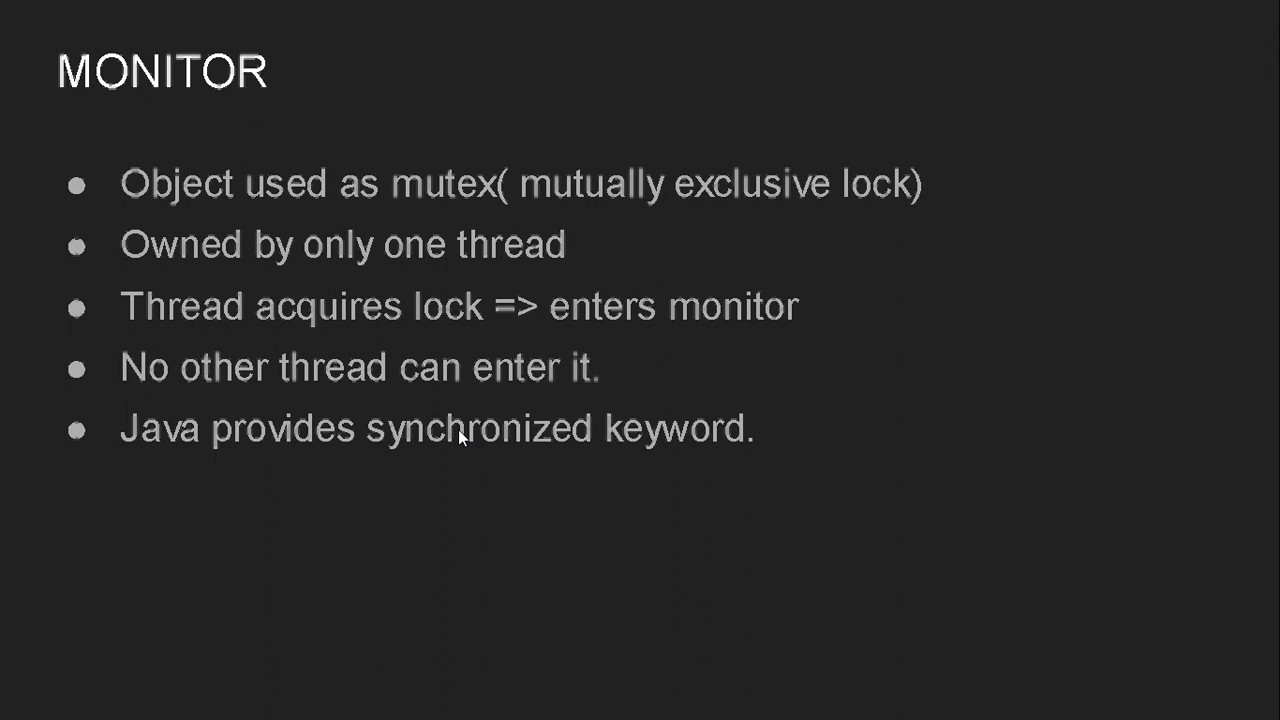 MONITOR
● Object used as mutex( mutually exclusive lock)
● Owned by only one thread
● Thread acquires lock => enters monitor
● No other thread can enter it.
● Java provides synchronized keyword.